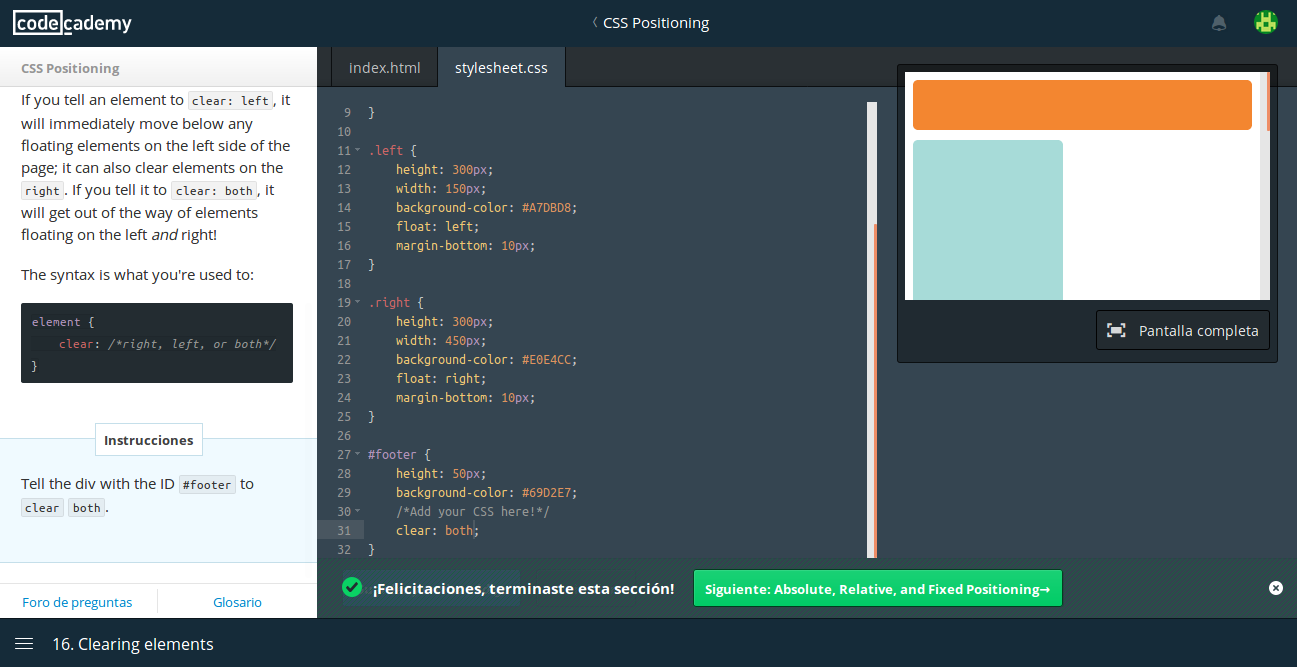 codecademy
CSS Positioning
CSS Positioning
If you tell an element to clear: left, it
will immediately move below any
floating elements on the left side of the
page; it can also clear elements on the
right. If you tell it to clear: both, it
will get out of the way of elements
floating on the left and right!
The syntax is what you're used to:
element {
clear: /*right, left, or both*/
}
Instrucciones
Tell the div with the ID #footer to
clear both.
Foro de preguntas
Glosario
index.html
stylesheet.css
9 }
10
11 .left {
12 height: 300px;
13 width: 150px;
14 background-color: #A7DBD8;
15 float: left;
16 margin-bottom: 10px;
17 }
18
19 .right {
20 height: 300px;
21 width: 450px;
22 background-color: #E0E4CC;
23 float: right;
24 margin-bottom: 10px;
25 }
26
27 #footer {
28 height: 50px;
29 background-color: #69D2E7;
30 /*Add your CSS here!*/
31 clear: both;
32 }
Pantalla completa
¡Felicitaciones, terminaste esta sección!
Siguiente: Absolute, Relative, and Fixed Positioning→
16. Clearing elements